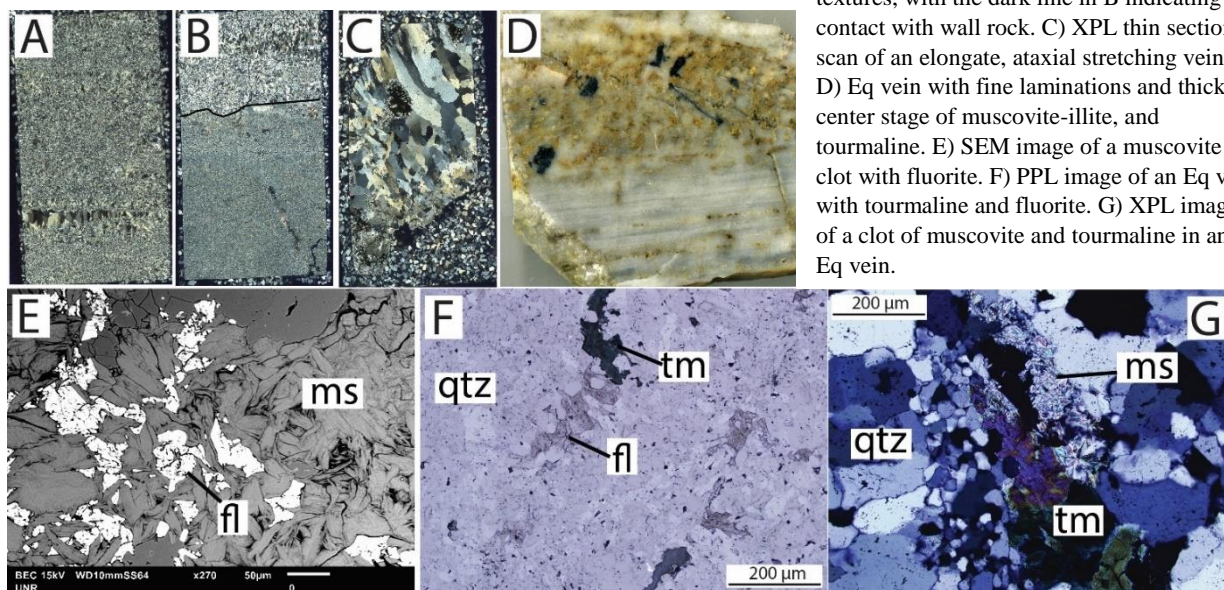 textures, with the dark line in B indicating
contact with wall rock. C) XPL thin section
scan of an elongate, ataxial stretching vein
D) Eq vein with fine laminations and thick
center stage of muscovite-illite, and
tourmaline. E) SEM image of a muscovite
clot with fluorite. F) PPL image of an Eq v
with tourmaline and fluorite. G) XPL imag
of a clot of muscovite and tourmaline in an
Eq vein.
A
B
C
D
E
ms
fl
BEC 15kV WD10mmSS64 x270 50μm
UNR 0
F
tm
qtz
fl
200 μm
200 μm
G
ms
qtz
tm